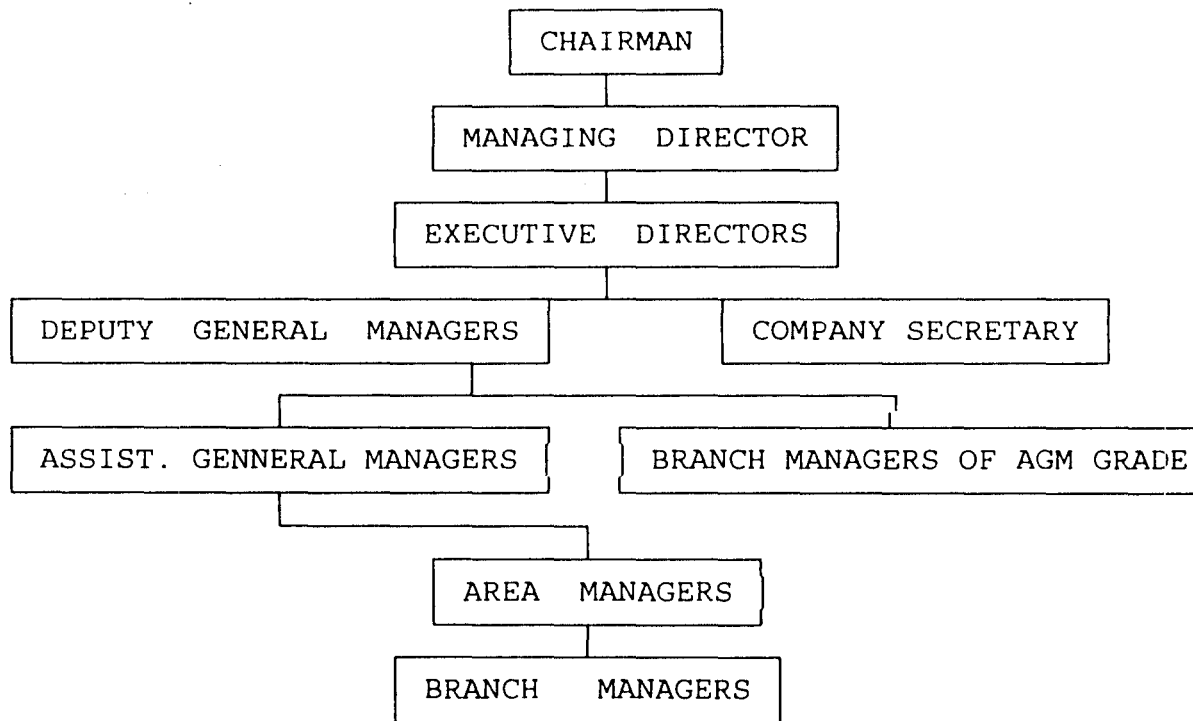 CHAIRMAN
MANAGING DIRECTOR
EXECUTIVE DIRECTORS
DEPUTY GENERAL MANAGERS
COMPANY SECRETARY
ASSIST. GENNERAL MANAGERS
BRANCH MANAGERS OF AGM GRADE
AREA MANAGERS
BRANCH MANAGERS